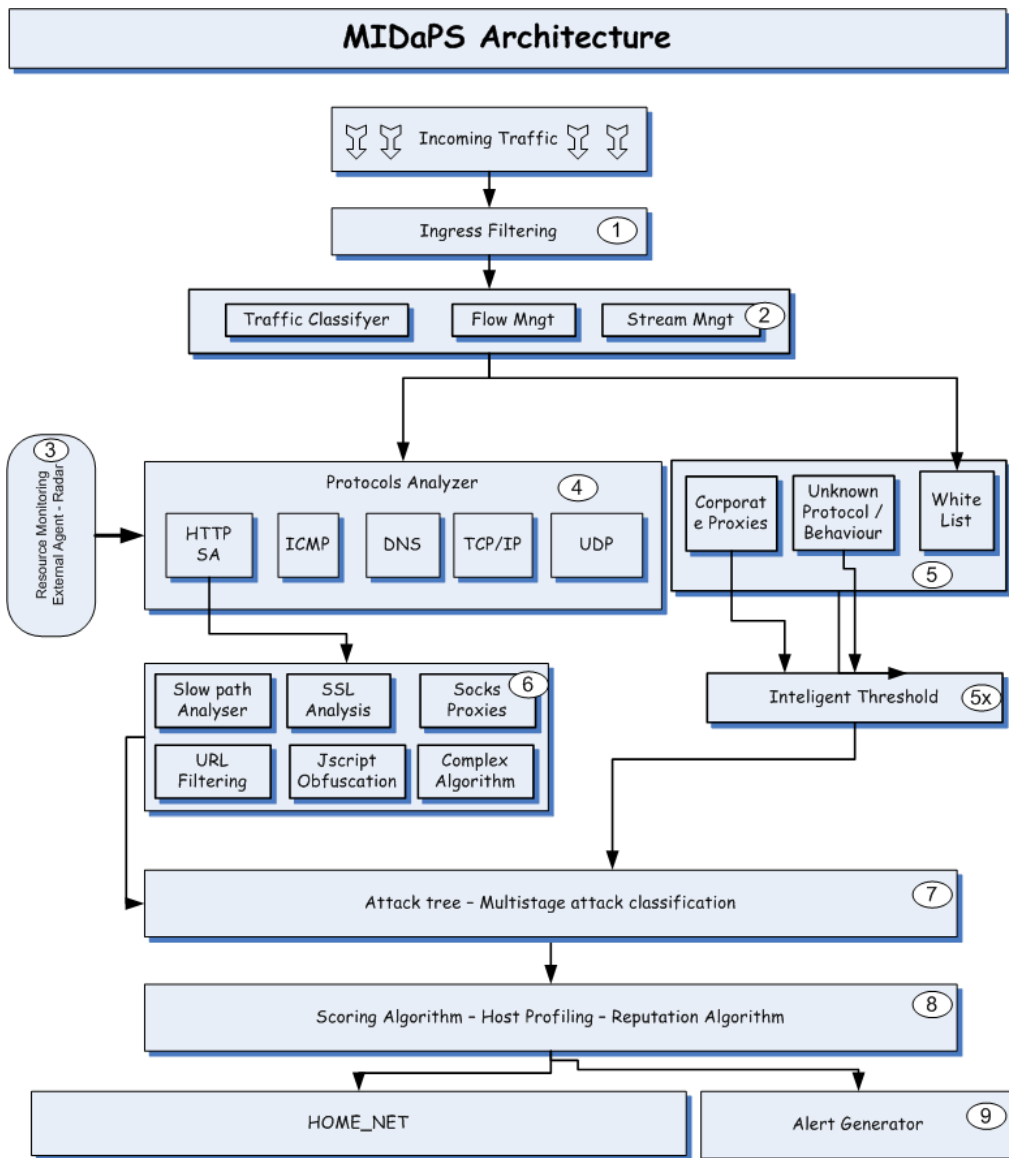 MIDaPS Architecture
Incoming Traffic
Ingress Filtering
1
Traffic Classifyer
Flow Mngt
Stream Mngt
2
3
Resource Monitoring
External Agent - Radar
Protocols Analyzer
4
HTTP
SA
ICMP
DNS
TCP/IP
UDP
Corporat
e Proxies
Unknown
Protocol /
Behaviour
White
List
5
Slow path
Analyser
SSL
Analysis
Socks
Proxies
6
URL
Filtering
Jscript
Obfuscation
Complex
Algorithm
Inteligent Threshold
5x
Attack tree – Multistage attack classification
7
Scoring Algorithm – Host Profiling – Reputation Algorithm
8
HOME_NET
Alert Generator
9